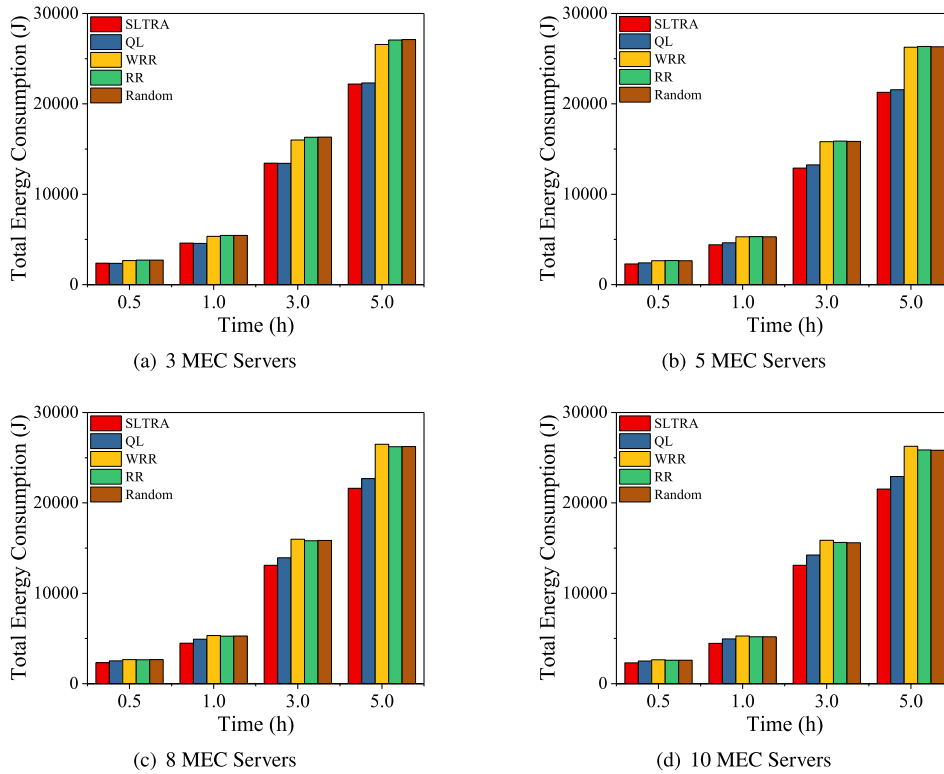 30000
20000
10000
0
Total Energy Consumption (J)
SLTRA
QL
WRR
RR
Random
0.5
1.0
3.0
5.0
Time (h)
(a) 3 MEC Servers
30000
20000
10000
0
Total Energy Consumption (J)
SLTRA
QL
WRR
RR
Random
0.5
1.0
3.0
5.0
Time (h)
(b) 5 MEC Servers
30000
20000
10000
0
Total Energy Consumption (J)
SLTRA
QL
WRR
RR
Random
0.5
1.0
3.0
5.0
Time (h)
(c) 8 MEC Servers
30000
20000
10000
0
Total Energy Consumption (J)
SLTRA
QL
WRR
RR
Random
0.5
1.0
3.0
5.0
Time (h)
(d) 10 MEC Servers